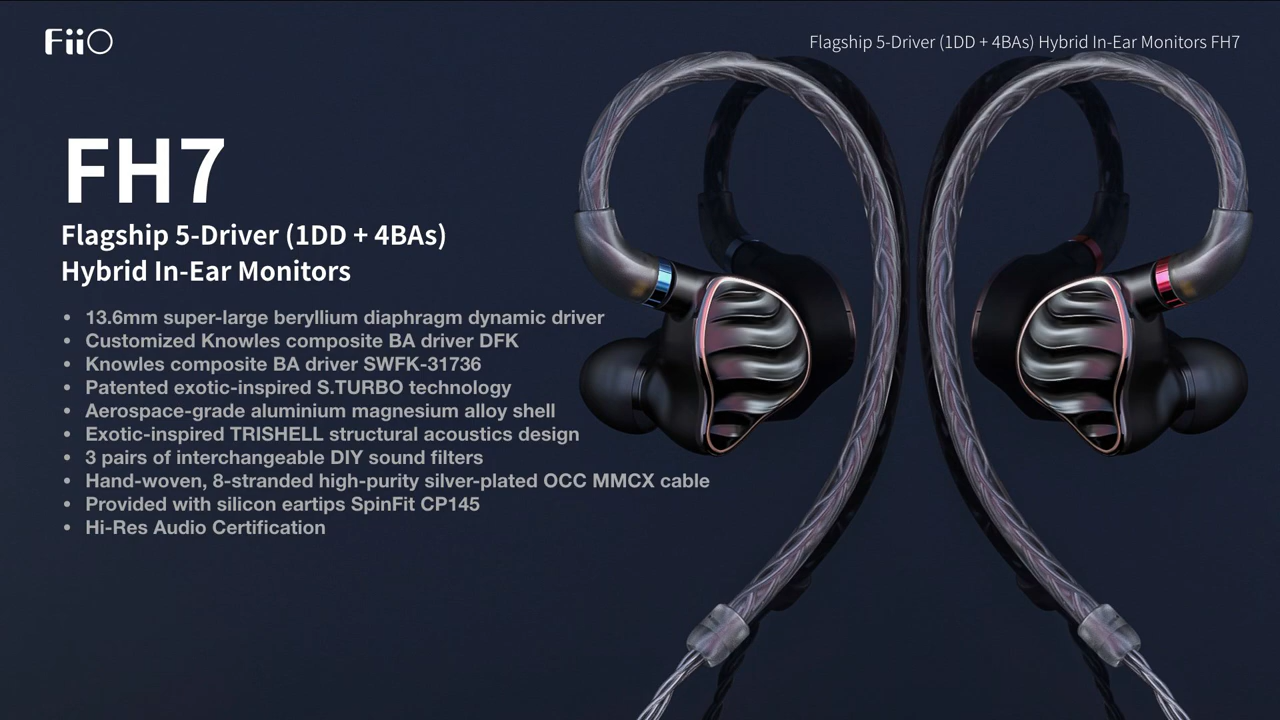 FiiO
Flagship 5-Driver (1DD + 4BAs) Hybrid In-Ear Monitors FH7
FH7
Flagship 5-Driver (1DD + 4BAs)
Hybrid In-Ear Monitors
• 13.6mm super-large beryllium diaphragm dynamic driver
• Customized Knowles composite BA driver DFK
• Knowles composite BA driver SWFK-31736
• Patented exotic-inspired S.TURBO technology
• Aerospace-grade aluminium magnesium alloy shell
• Exotic-inspired TRISHELL structural acoustics design
• 3 pairs of interchangeable DIY sound filters
• Hand-woven, 8-stranded high-purity silver-plated OCC MMCX cable
• Provided with silicon eartips SpinFit CP145
• Hi-Res Audio Certification